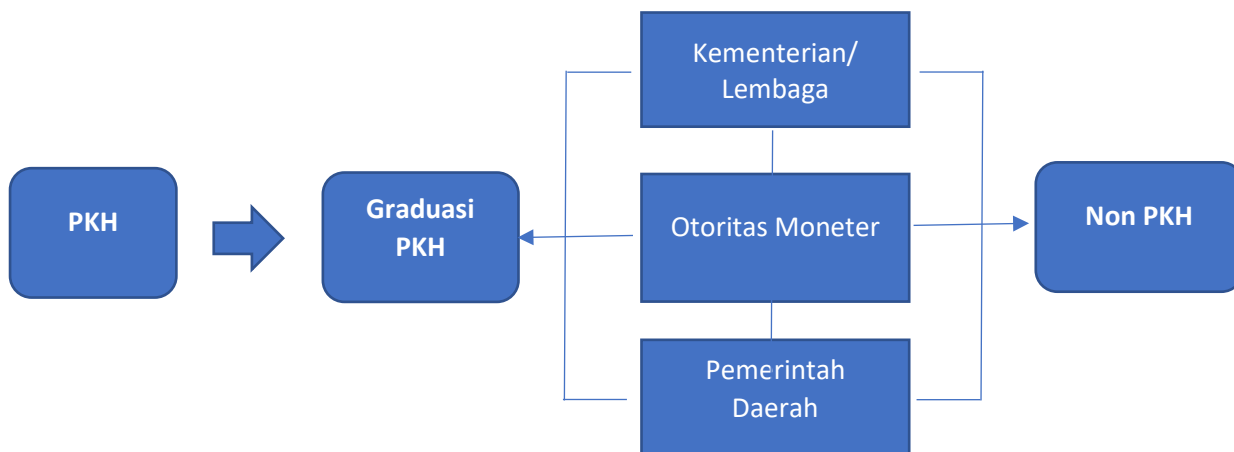 PKH
Graduasi
PKH
Kementerian/
Lembaga
Otoritas Moneter
Pemerintah
Daerah
Non PKH